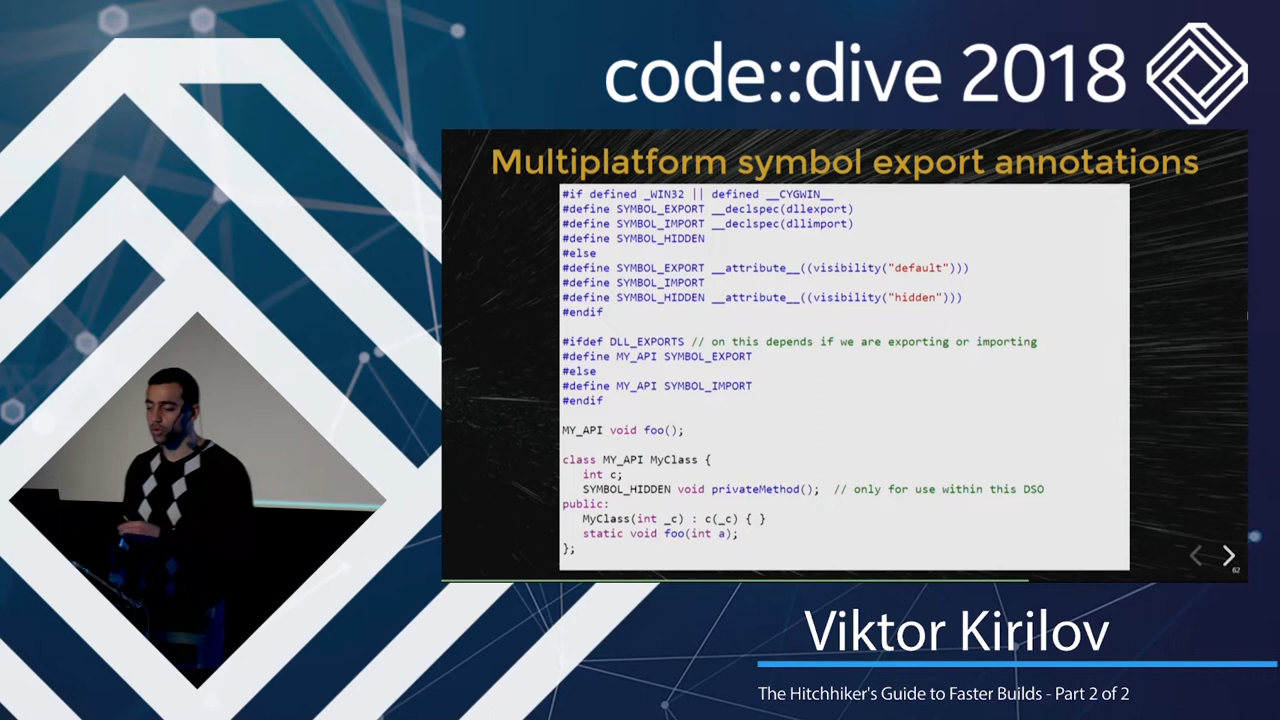 code::dive 2018
Multiplatform symbol export annotations
#if defined _WIN32 || defined __CYGWIN__
#define SYMBOL_EXPORT __declspec(dllexport)
#define SYMBOL_IMPORT __declspec(dllimport)
#define SYMBOL_HIDDEN
#else
#define SYMBOL_EXPORT __attribute__((visibility("default")))
#define SYMBOL_IMPORT
#define SYMBOL_HIDDEN __attribute__((visibility("hidden")))
#endif
#ifdef DLL_EXPORTS // on this depends if we are exporting or importing
#define MY_API SYMBOL_EXPORT
#else
#define MY_API SYMBOL_IMPORT
#endif
MY_API void foo();
class MY_API MyClass {
int c;
SYMBOL_HIDDEN void privateMethod(); // only for use within this DSO
public:
MyClass(int _c) : c(_c) { }
static void foo(int a);
};
62
Viktor Kirilov
The Hitchhiker's Guide to Faster Builds - Part 2 of 2